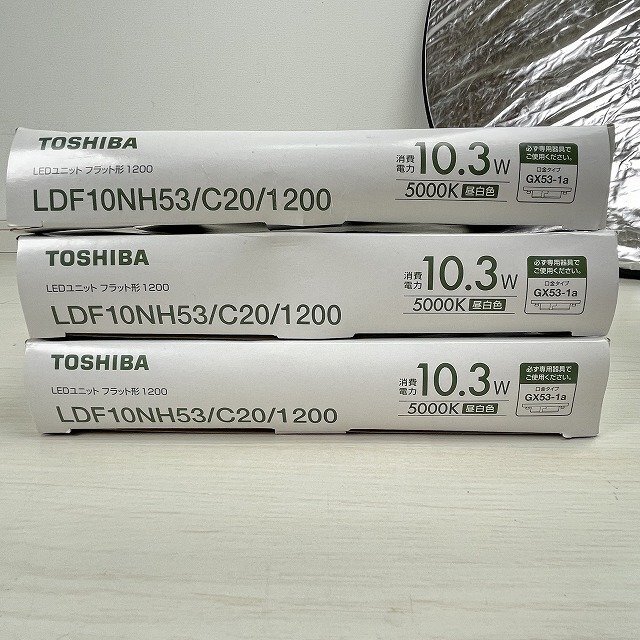 TOSHIBA
LEDユニット フラット形 1200
LDF10NH53/C20/1200
消費
電力
10.3W
5000K 昼白色
必ず専用器具で
ご使用ください。
口金タイプ
GX53-1a
TOSHIBA
LEDユニット フラット形 1200
LDF10NH53/C20/1200
消費
電力
10.3W
5000K 昼白色
必ず専用器具で
ご使用ください。
口金タイプ
GX53-1a
TOSHIBA
LEDユニット フラット形 1200
LDF10NH53/C20/1200
消費
電力
10.3W
5000K 昼白色
必ず専用器具で
ご使用ください。
口金タイプ
GX53-1a